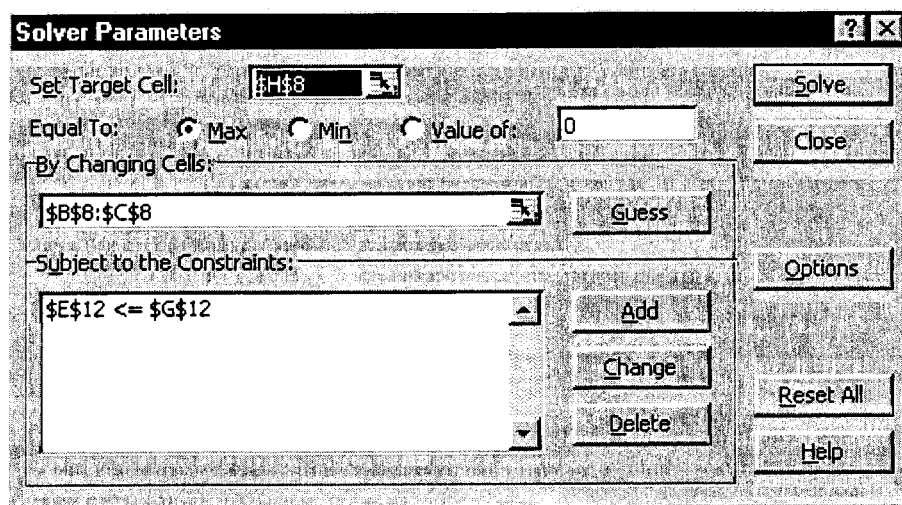 Solver Parameters
Set Target Cell: $H$8 Solve
Equal To: Max Min Value of: 0 Close
By Changing Cells:
$B$8:$C$8 Guess
Subject to the Constraints: Options
$E$12 <= $G$12 Add
Change
Reset All
Delete
Help